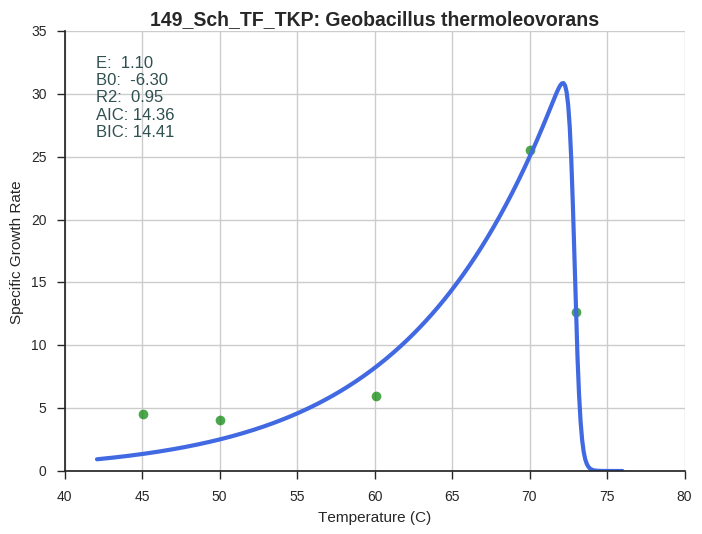 149_Sch_TF_TKP: Geobacillus thermoleovorans
E: 1.10
B0: -6.30
R2: 0.95
AIC: 14.36
BIC: 14.41
Specific Growth Rate
35
30
25
20
15
10
5
0
40 45 50 55 60 65 70 75 80
Temperature (C)